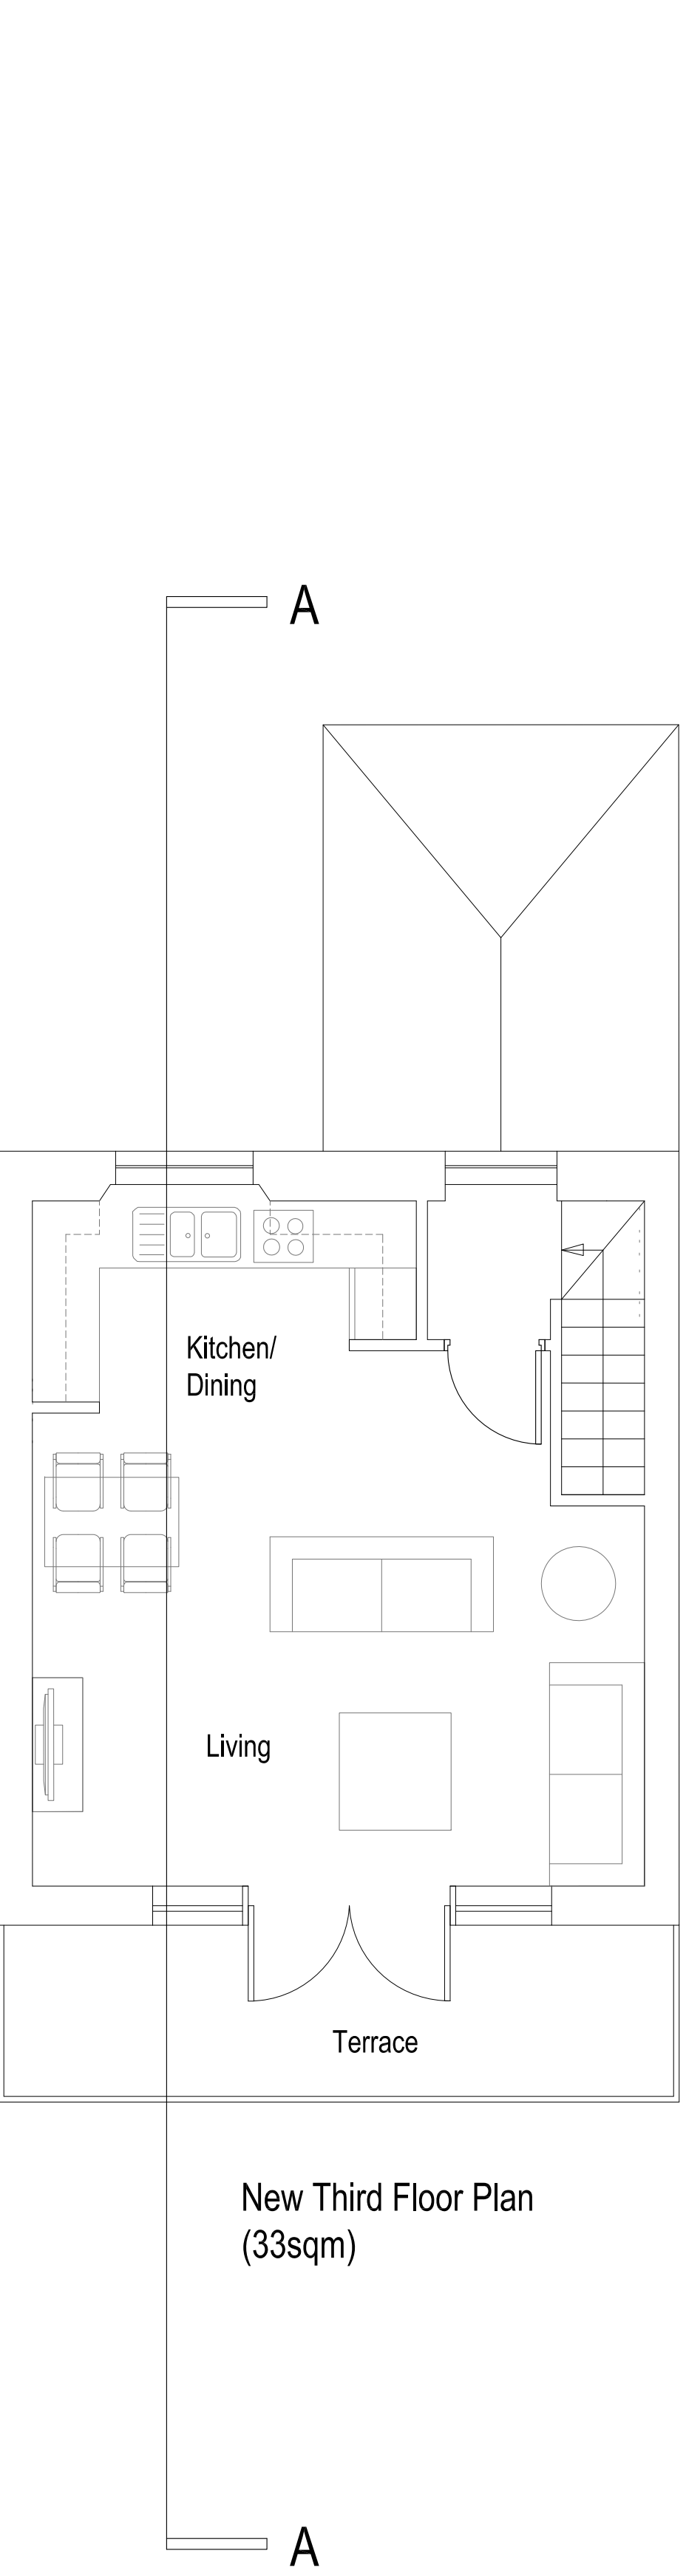 A
Kitchen/
Dining
Living
Terrace
New Third Floor Plan
(33sqm)
A